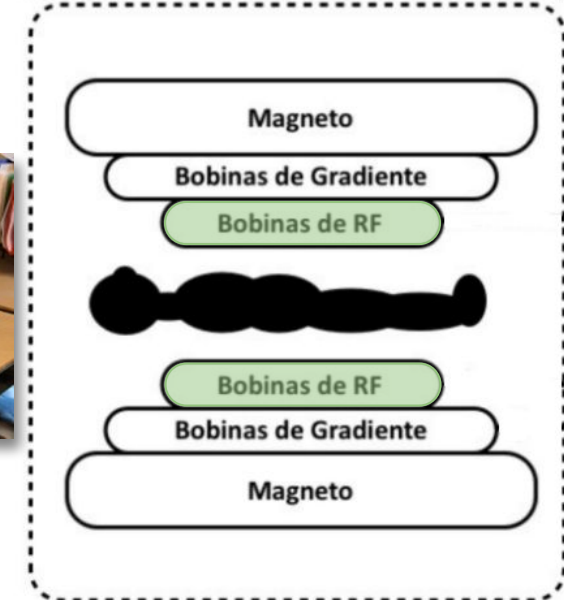 Magneto
Bobinas de Gradiente
Bobinas de RF
Bobinas de RF
Bobinas de Gradiente
Magneto